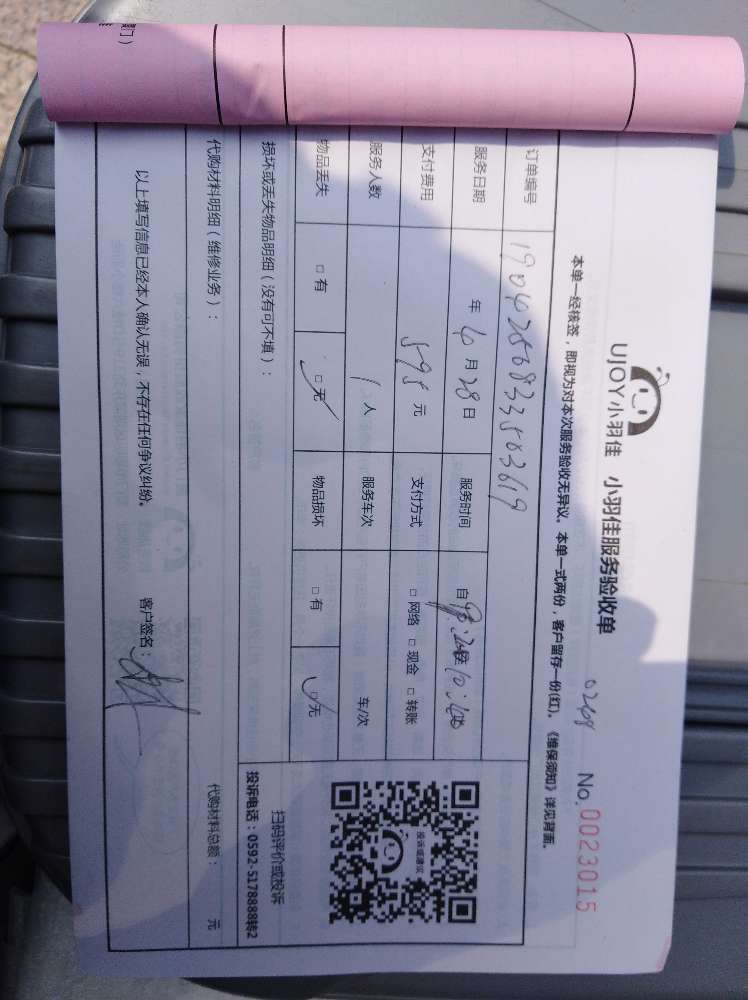 UJOY小羽佳 小羽佳服务验收单 No.0023015
本单一经核签，即视为对本次服务验收无异议。本单一式两份，客户留存一份(红)。《维保须知》详见背面。
订单编号 1904256833583619
服务日期 年 4 月 28 日 服务时间 自
支付费用 595 元 支付方式 □ 网络 □ 现金 □ 转账
服务人数 1 人 服务车次 车/次
物品丢失 □ 有 □ 无 物品损坏 □ 有 □ 无
投诉或建议
扫码评价或投诉
投诉电话：0592-5178888转2
损坏或丢失物品明细（没有可不填）：
代购材料明细（维修业务）： 代购材料总额： 元
以上填写信息已经本人确认无误，不存在任何争议纠纷。 客户签名：